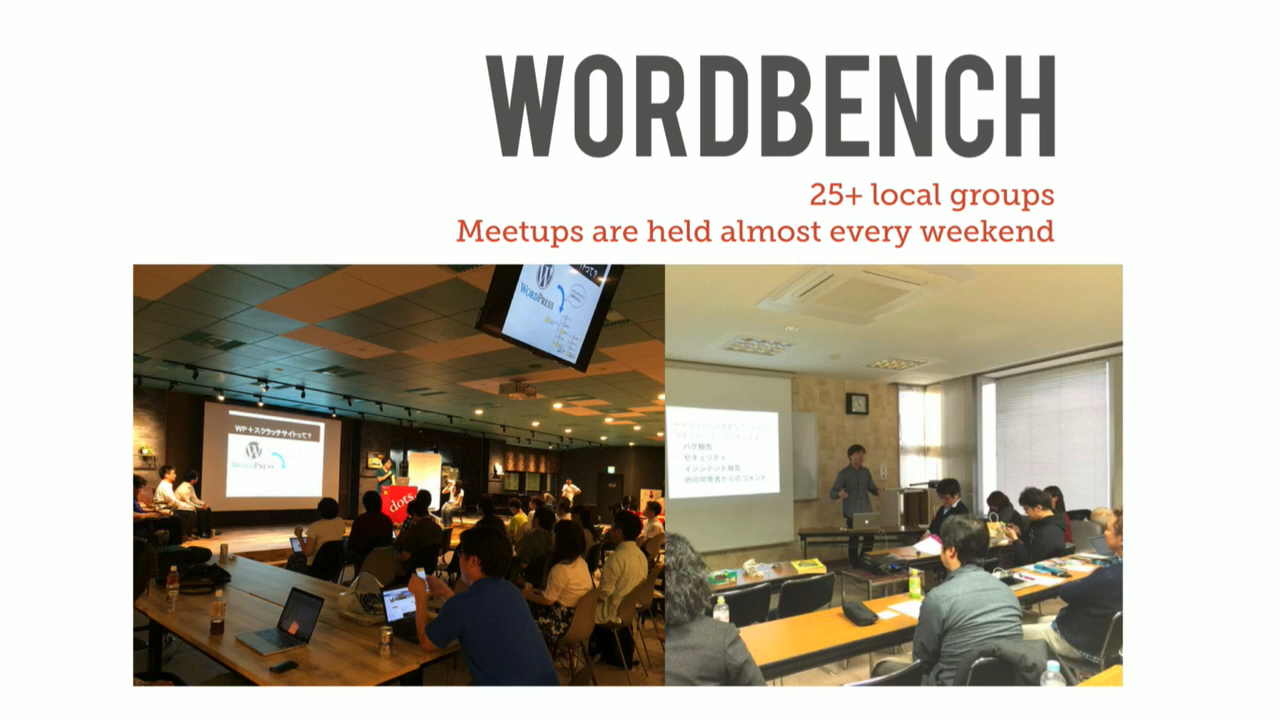 WORDBENCH
25+ local groups
Meetups are held almost every weekend
WORDPRESS
WP+スクラッチサイトって?
WORDPRESS
dots.
バグ報告
セキュリティ
インシデント報告
他の開発者からのコメント